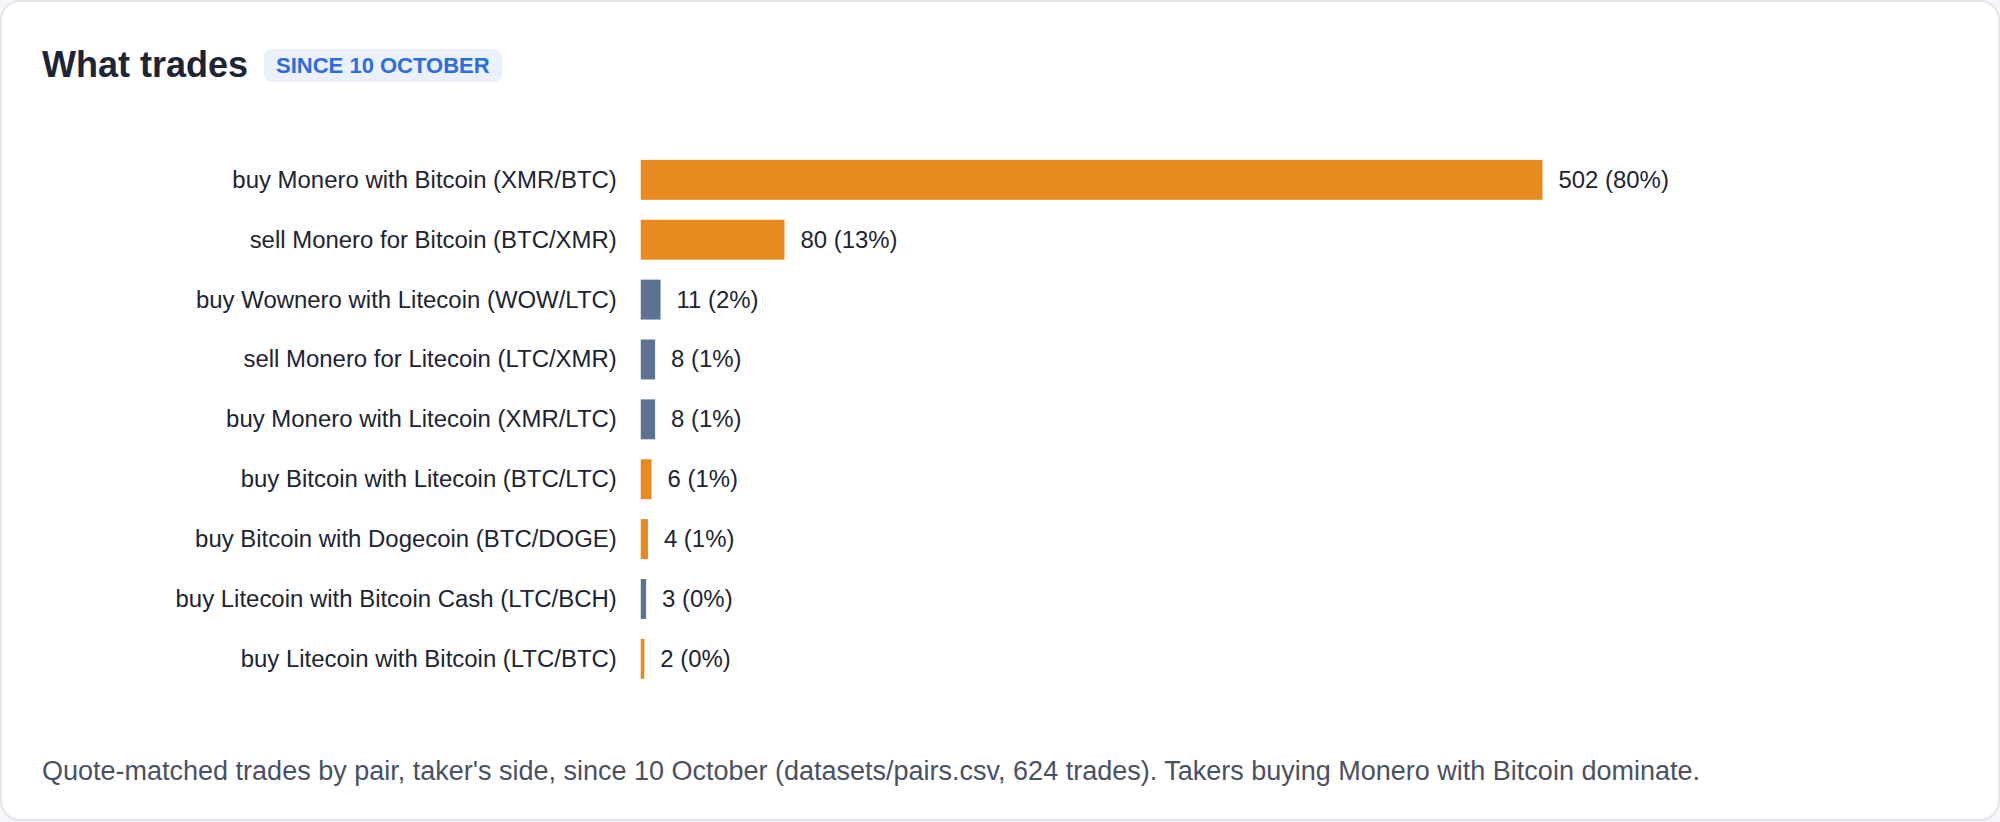 What trades SINCE 10 OCTOBER
buy Monero with Bitcoin (XMR/BTC) 502 (80%)
sell Monero for Bitcoin (BTC/XMR) 80 (13%)
buy Wownero with Litecoin (WOW/LTC) 11 (2%)
sell Monero for Litecoin (LTC/XMR) 8 (1%)
buy Monero with Litecoin (XMR/LTC) 8 (1%)
buy Bitcoin with Litecoin (BTC/LTC) 6 (1%)
buy Bitcoin with Dogecoin (BTC/DOGE) 4 (1%)
buy Litecoin with Bitcoin Cash (LTC/BCH) 3 (0%)
buy Litecoin with Bitcoin (LTC/BTC) 2 (0%)
Quote-matched trades by pair, taker's side, since 10 October (datasets/pairs.csv, 624 trades). Takers buying Monero with Bitcoin dominate.